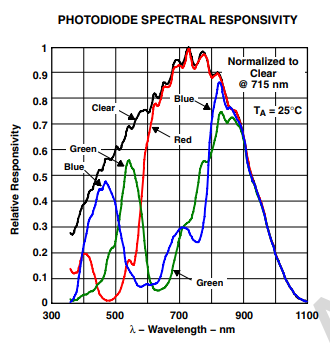 PHOTODIODE SPECTRAL RESPONSIVITY
1
0.9
0.8
0.7
0.6
0.5
0.4
0.3
0.2
0.1
0
Relative Responsivity
Normalized to
Clear
@ 715 nm
TA = 25°C
Clear
Blue
Red
Green
Blue
Green
300 500 700 900 1100
λ – Wavelength – nm